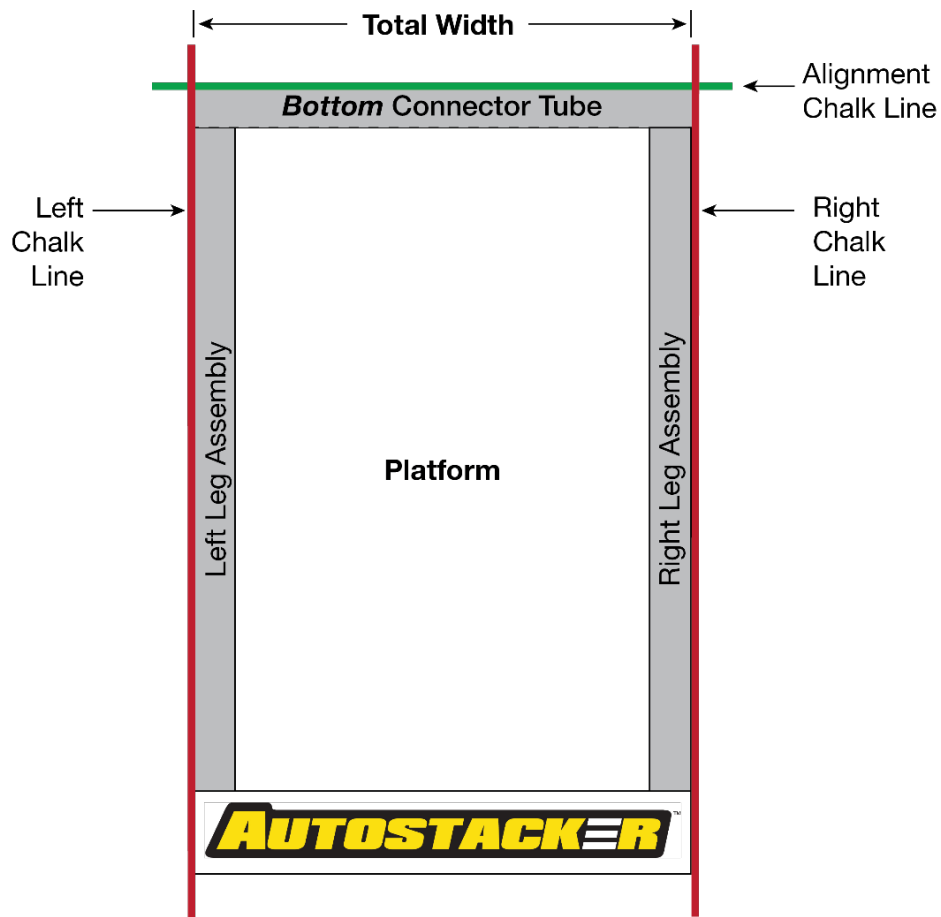 Total Width
Alignment
Chalk Line
Bottom Connector Tube
Left
Chalk
Line
Right
Chalk
Line
Left Leg Assembly
Right Leg Assembly
Platform
AUTOSTACKER™